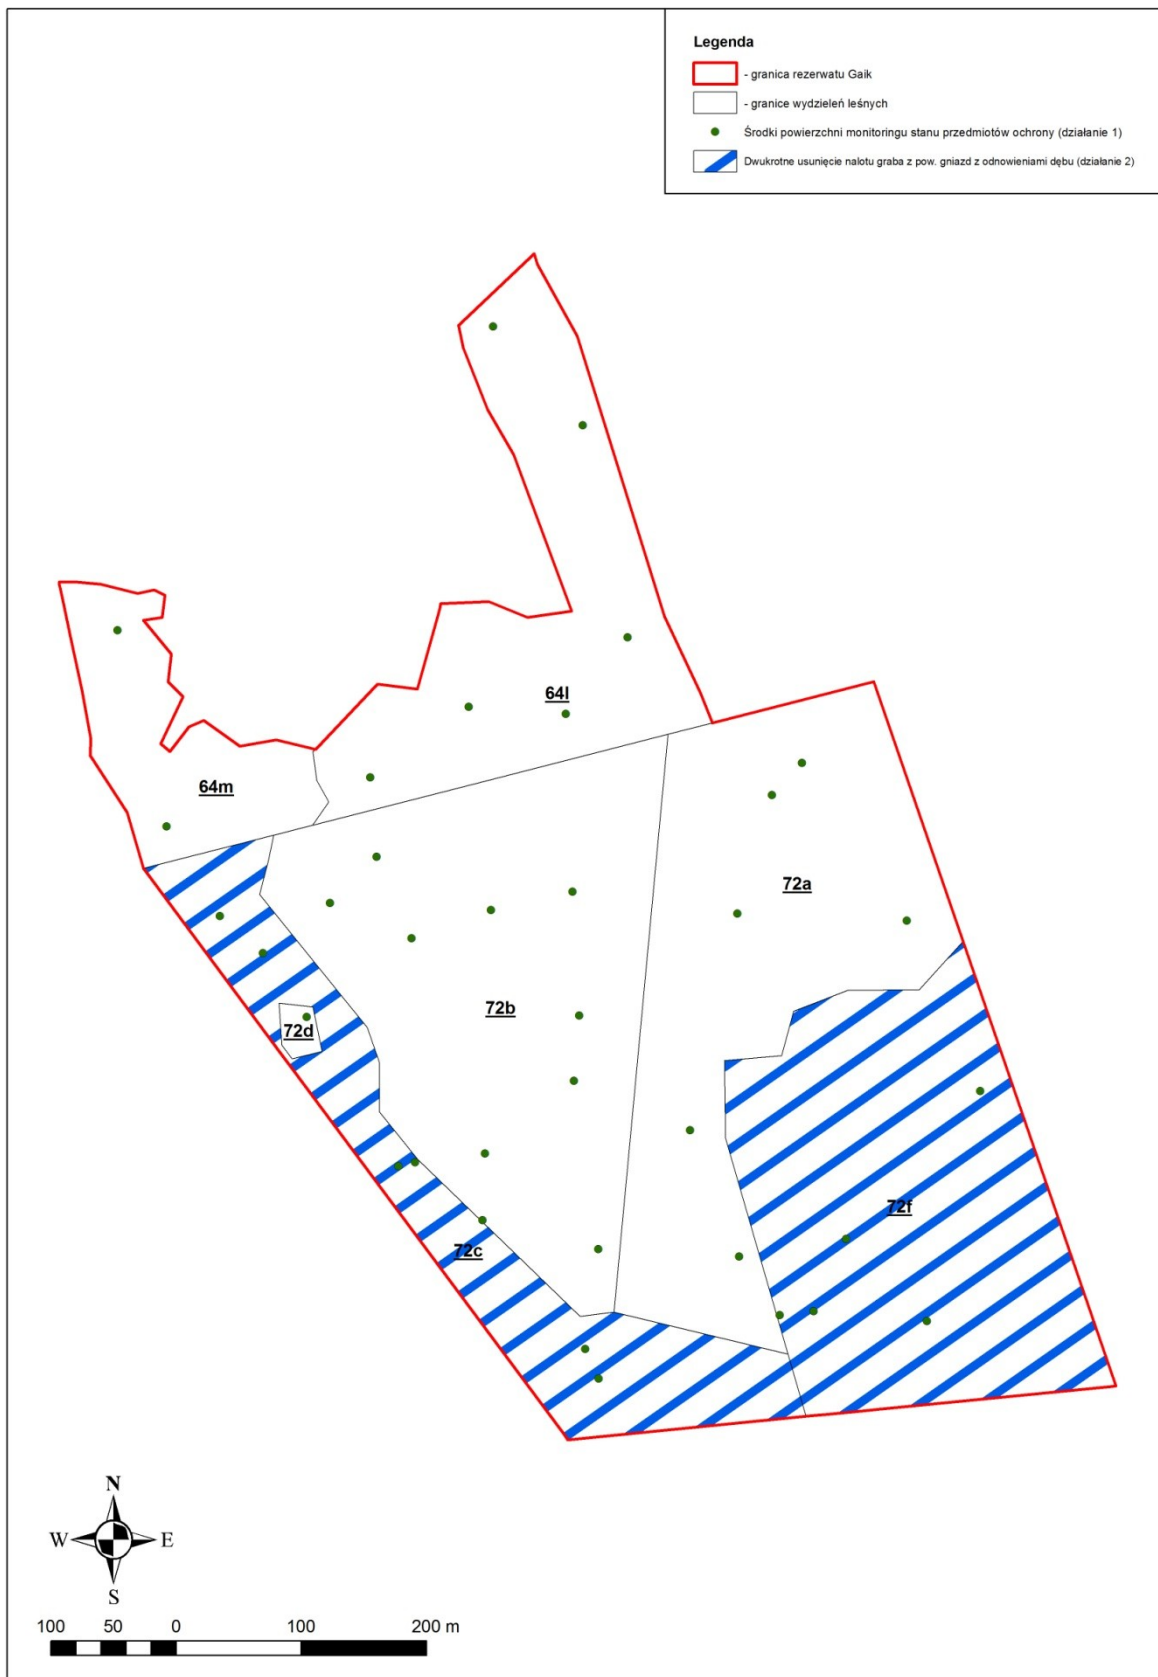 Legenda
- granica rezerwatu Gaik
- granice wydzieleń leśnych
Środki powierzchni monitoringu stanu przedmiotów ochrony (działanie 1)
Dwukrotne usunięcie nalotu graba z pow. gniazd z odnowieniami dębu (działanie 2)
64l
64m
72a
72b
72d
72f
72c
N
W E
S
100 50 0 100 200 m